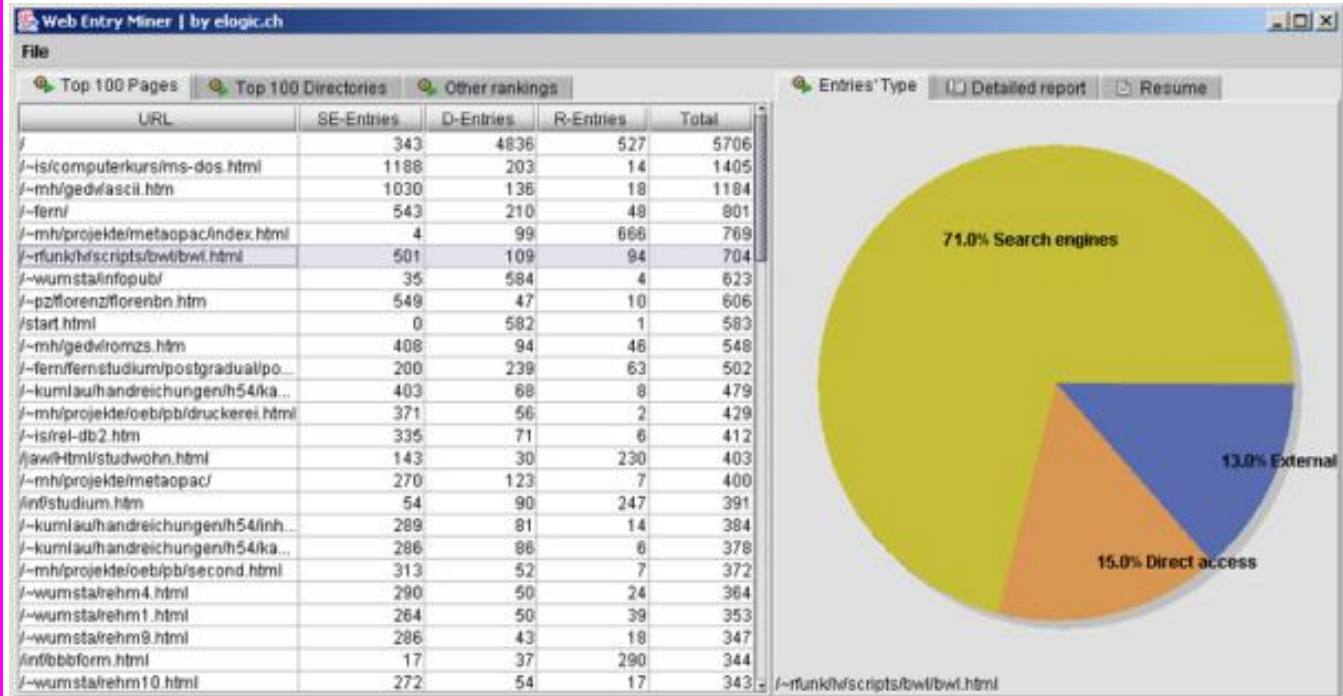 Web Entry Miner | by elogic.ch
File
Top 100 Pages Top 100 Directories Other rankings
URL SE-Entries D-Entries R-Entries Total
/ 343 4836 527 5706
/~is/computerkurs/ms-dos.html 1188 203 14 1405
/~mh/gedv/ascii.htm 1030 136 18 1184
/~fern/ 543 210 48 801
/~mh/projekte/metaopac/index.html 4 99 666 769
/~rfunk/lv/scripts/bwl/bwl.html 501 109 94 704
/~wumsta/infopub/ 35 584 4 623
/~pz/florenz/florenbn.htm 549 47 10 606
/start.html 0 582 1 583
/~mh/gedv/romzs.htm 408 94 46 548
/~fern/fernstudium/postgradual/po... 200 239 63 502
/~kumlau/handreichungen/h54/ka... 403 68 8 479
/~mh/projekte/oeb/pb/druckerei.html 371 56 2 429
/~is/rel-db2.htm 335 71 6 412
/jaw/Html/studwohn.html 143 30 230 403
/~mh/projekte/metaopac/ 270 123 7 400
/inf/studium.htm 54 90 247 391
/~kumlau/handreichungen/h54/inh... 289 81 14 384
/~kumlau/handreichungen/h54/ka... 286 86 6 378
/~mh/projekte/oeb/pb/second.html 313 52 7 372
/~wumsta/rehm4.html 290 50 24 364
/~wumsta/rehm1.html 264 50 39 353
/~wumsta/rehm9.html 286 43 18 347
/inf/bbbform.html 17 37 290 344
/~wumsta/rehm10.html 272 54 17 343
Entries' Type Detailed report Resume
71.0% Search engines
13.0% External
15.0% Direct access
/~rfunk/lv/scripts/bwl/bwl.html